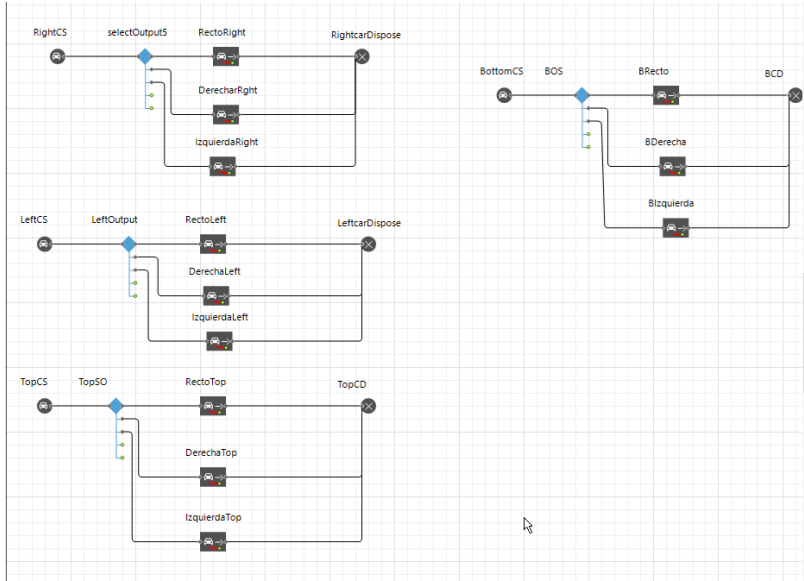 RightCS
selectOutput5
RectoRight
RightcarDispose
DerecharRght
IzquierdaRight
BottomCS
BOS
BRecto
BCD
BDerecha
BIzquierda
LeftCS
LeftOutput
RectoLeft
LeftcarDispose
DerechaLeft
IzquierdaLeft
TopCS
TopSO
RectoTop
TopCD
DerechaTop
IzquierdaTop